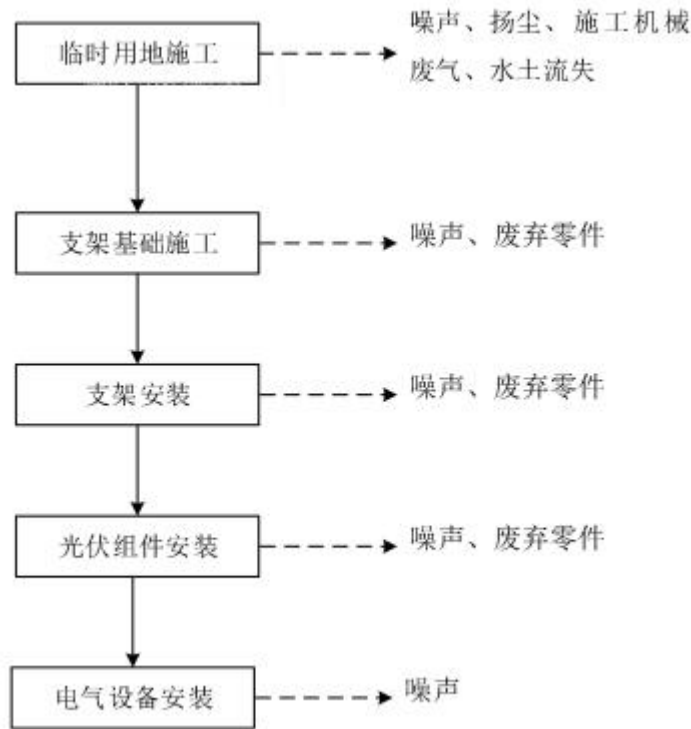 临时用地施工
噪声、扬尘、施工机械
废气、水土流失
支架基础施工
噪声、废弃零件
支架安装
噪声、废弃零件
光伏组件安装
噪声、废弃零件
电气设备安装
噪声